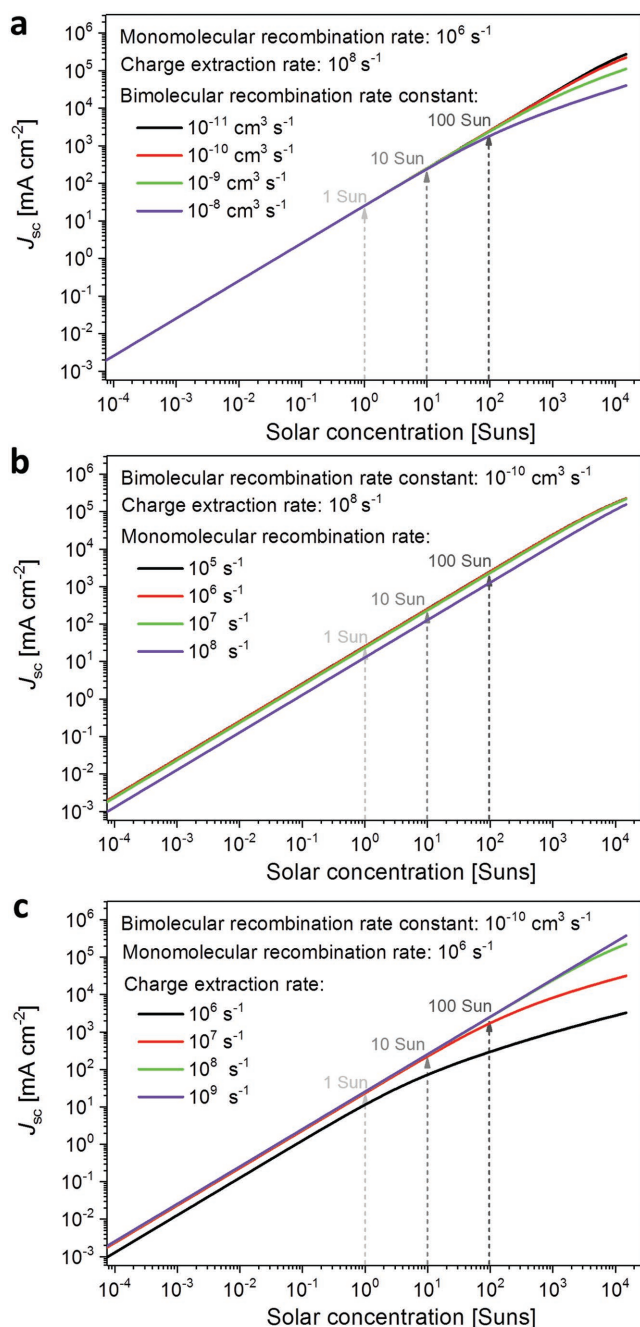 a
Monomolecular recombination rate: 10⁶ s⁻¹
Charge extraction rate: 10⁸ s⁻¹
Bimolecular recombination rate constant:
10⁻¹¹ cm³ s⁻¹
10⁻¹⁰ cm³ s⁻¹
10⁻⁹ cm³ s⁻¹
10⁻⁸ cm³ s⁻¹
100 Sun
10 Sun
1 Sun
J_sc [mA cm⁻²]
10⁶
10⁵
10⁴
10³
10²
10¹
10⁰
10⁻¹
10⁻²
10⁻³
10⁻⁴ 10⁻³ 10⁻² 10⁻¹ 10⁰ 10¹ 10² 10³ 10⁴
Solar concentration [Suns]
b
Bimolecular recombination rate constant: 10⁻¹⁰ cm³ s⁻¹
Charge extraction rate: 10⁸ s⁻¹
Monomolecular recombination rate:
10⁵ s⁻¹
10⁶ s⁻¹
10⁷ s⁻¹
10⁸ s⁻¹
100 Sun
10 Sun
1 Sun
J_sc [mA cm⁻²]
10⁶
10⁵
10⁴
10³
10²
10¹
10⁰
10⁻¹
10⁻²
10⁻³
10⁻⁴ 10⁻³ 10⁻² 10⁻¹ 10⁰ 10¹ 10² 10³ 10⁴
Solar concentration [Suns]
c
Bimolecular recombination rate constant: 10⁻¹⁰ cm³ s⁻¹
Monomolecular recombination rate: 10⁶ s⁻¹
Charge extraction rate:
10⁶ s⁻¹
10⁷ s⁻¹
10⁸ s⁻¹
10⁹ s⁻¹
100 Sun
10 Sun
1 Sun
J_sc [mA cm⁻²]
10⁶
10⁵
10⁴
10³
10²
10¹
10⁰
10⁻¹
10⁻²
10⁻³
10⁻⁴ 10⁻³ 10⁻² 10⁻¹ 10⁰ 10¹ 10² 10³ 10⁴
Solar concentration [Suns]